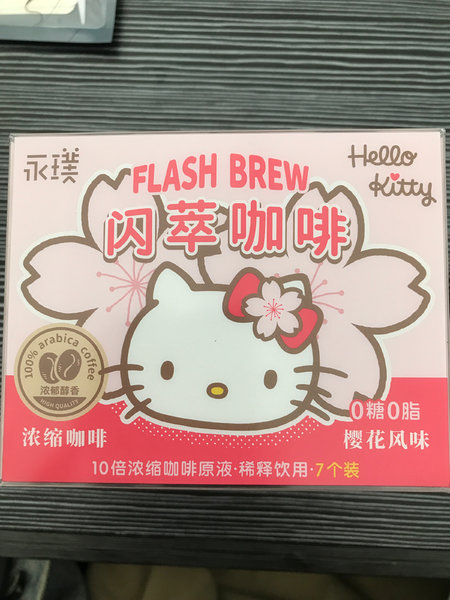 永璞
Hello
Kitty
FLASH BREW
闪萃咖啡
100% arabica coffee
浓郁醇香
HIGH QUALITY
浓缩咖啡
0糖0脂
樱花风味
10倍浓缩咖啡原液·稀释饮用·7个装